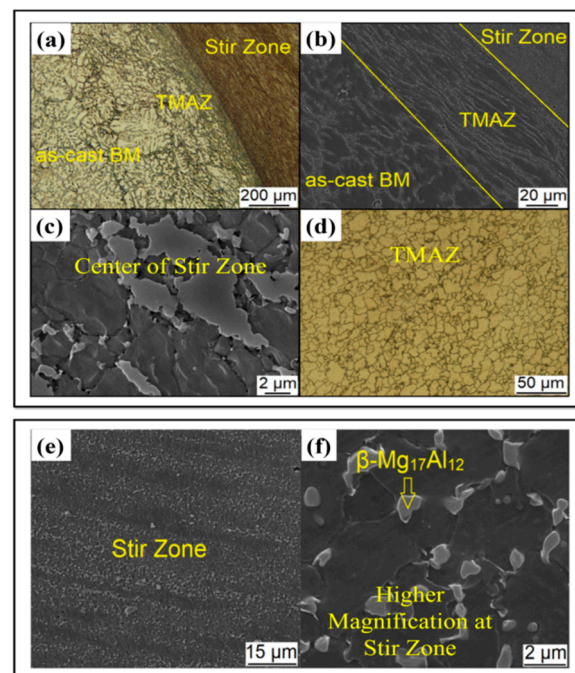 (a)
Stir Zone
TMAZ
as-cast BM
200 µm
(b)
Stir Zone
TMAZ
as-cast BM
20 µm
(c)
Center of Stir Zone
2 µm
(d)
TMAZ
50 µm
(e)
Stir Zone
15 µm
(f)
β-Mg₁₇Al₁₂
Higher
Magnification at
Stir Zone
2 µm